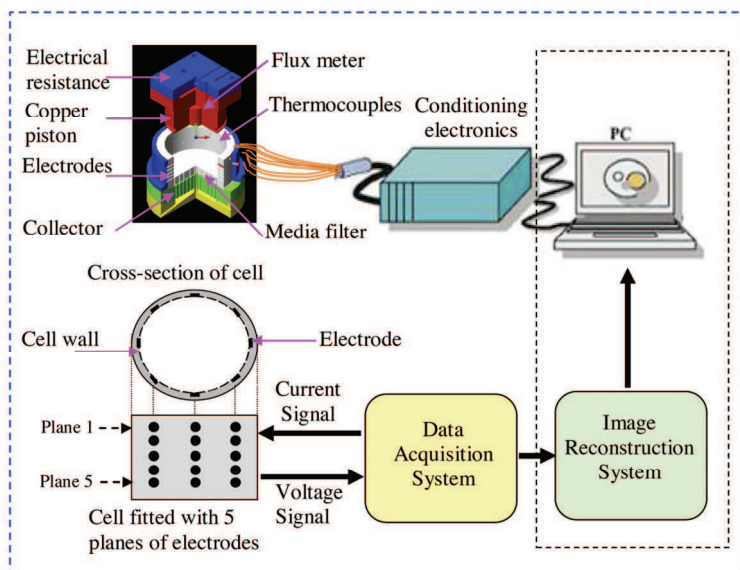 Electrical
resistance
Flux meter
Copper
piston
Thermocouples
Conditioning
electronics
PC
Electrodes
Collector
Media filter
Cross-section of cell
Cell wall
Electrode
Current
Signal
Plane 1
Plane 5
Voltage
Signal
Data
Acquisition
System
Image
Reconstruction
System
Cell fitted with 5
planes of electrodes